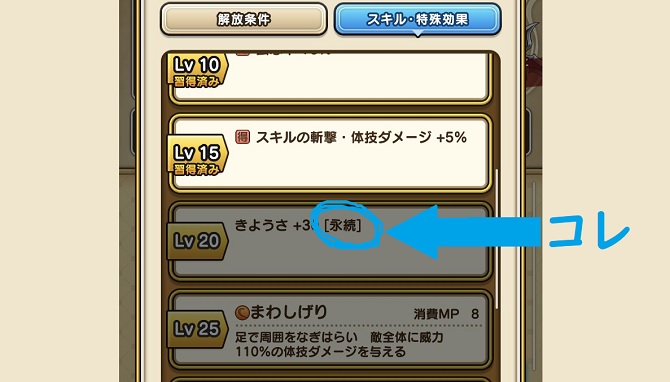 解放条件
スキル・特殊効果
Lv 10
習得済み
Lv 15
習得済み
得 スキルの斬撃・体技ダメージ +5%
Lv 20
きようさ +3 [永続]
コレ
Lv 25
まわしげり 消費MP 8
足で周囲をなぎはらい 敵全体に威力
110%の体技ダメージを与える